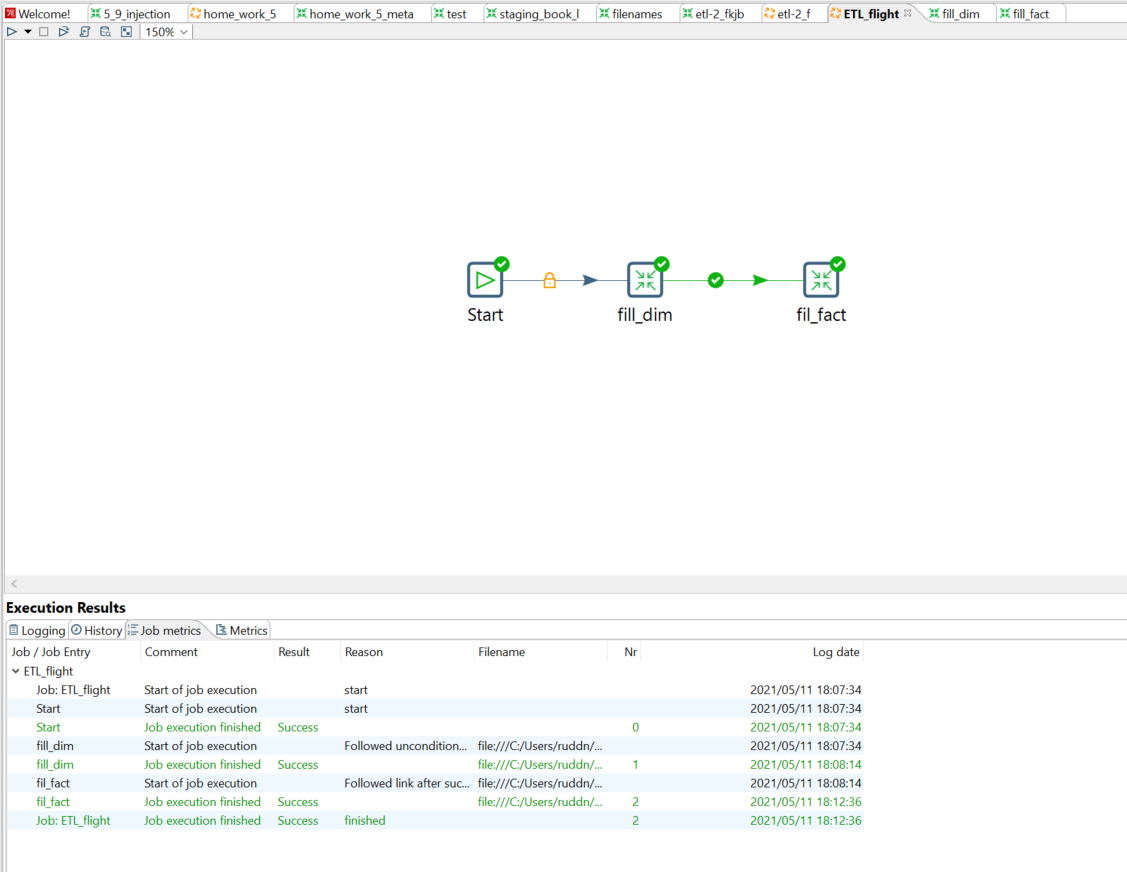 Welcome! 5_9_injection home_work_5 home_work_5_meta test staging_book_l filenames etl-2_fkjb etl-2_f ETL_flight fill_dim fill_fact
150%
Start fill_dim fil_fact
Execution Results
Logging History Job metrics Metrics
Job / Job Entry Comment Result Reason Filename Nr Log date
ETL_flight
Job: ETL_flight Start of job execution start 2021/05/11 18:07:34
Start Start of job execution start 2021/05/11 18:07:34
Start Job execution finished Success 0 2021/05/11 18:07:34
fill_dim Start of job execution Followed uncondition... file:///C:/Users/ruddn/... 2021/05/11 18:07:34
fill_dim Job execution finished Success file:///C:/Users/ruddn/... 1 2021/05/11 18:08:14
fil_fact Start of job execution Followed link after suc... file:///C:/Users/ruddn/... 2021/05/11 18:08:14
fil_fact Job execution finished Success file:///C:/Users/ruddn/... 2 2021/05/11 18:12:36
Job: ETL_flight Job execution finished Success finished 2 2021/05/11 18:12:36